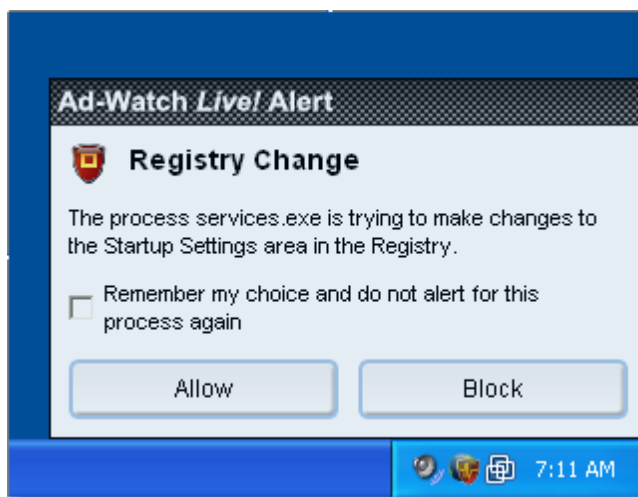 Ad-Watch Live! Alert
Registry Change
The process services.exe is trying to make changes to
the Startup Settings area in the Registry.
Remember my choice and do not alert for this
process again
Allow
Block
7:11 AM